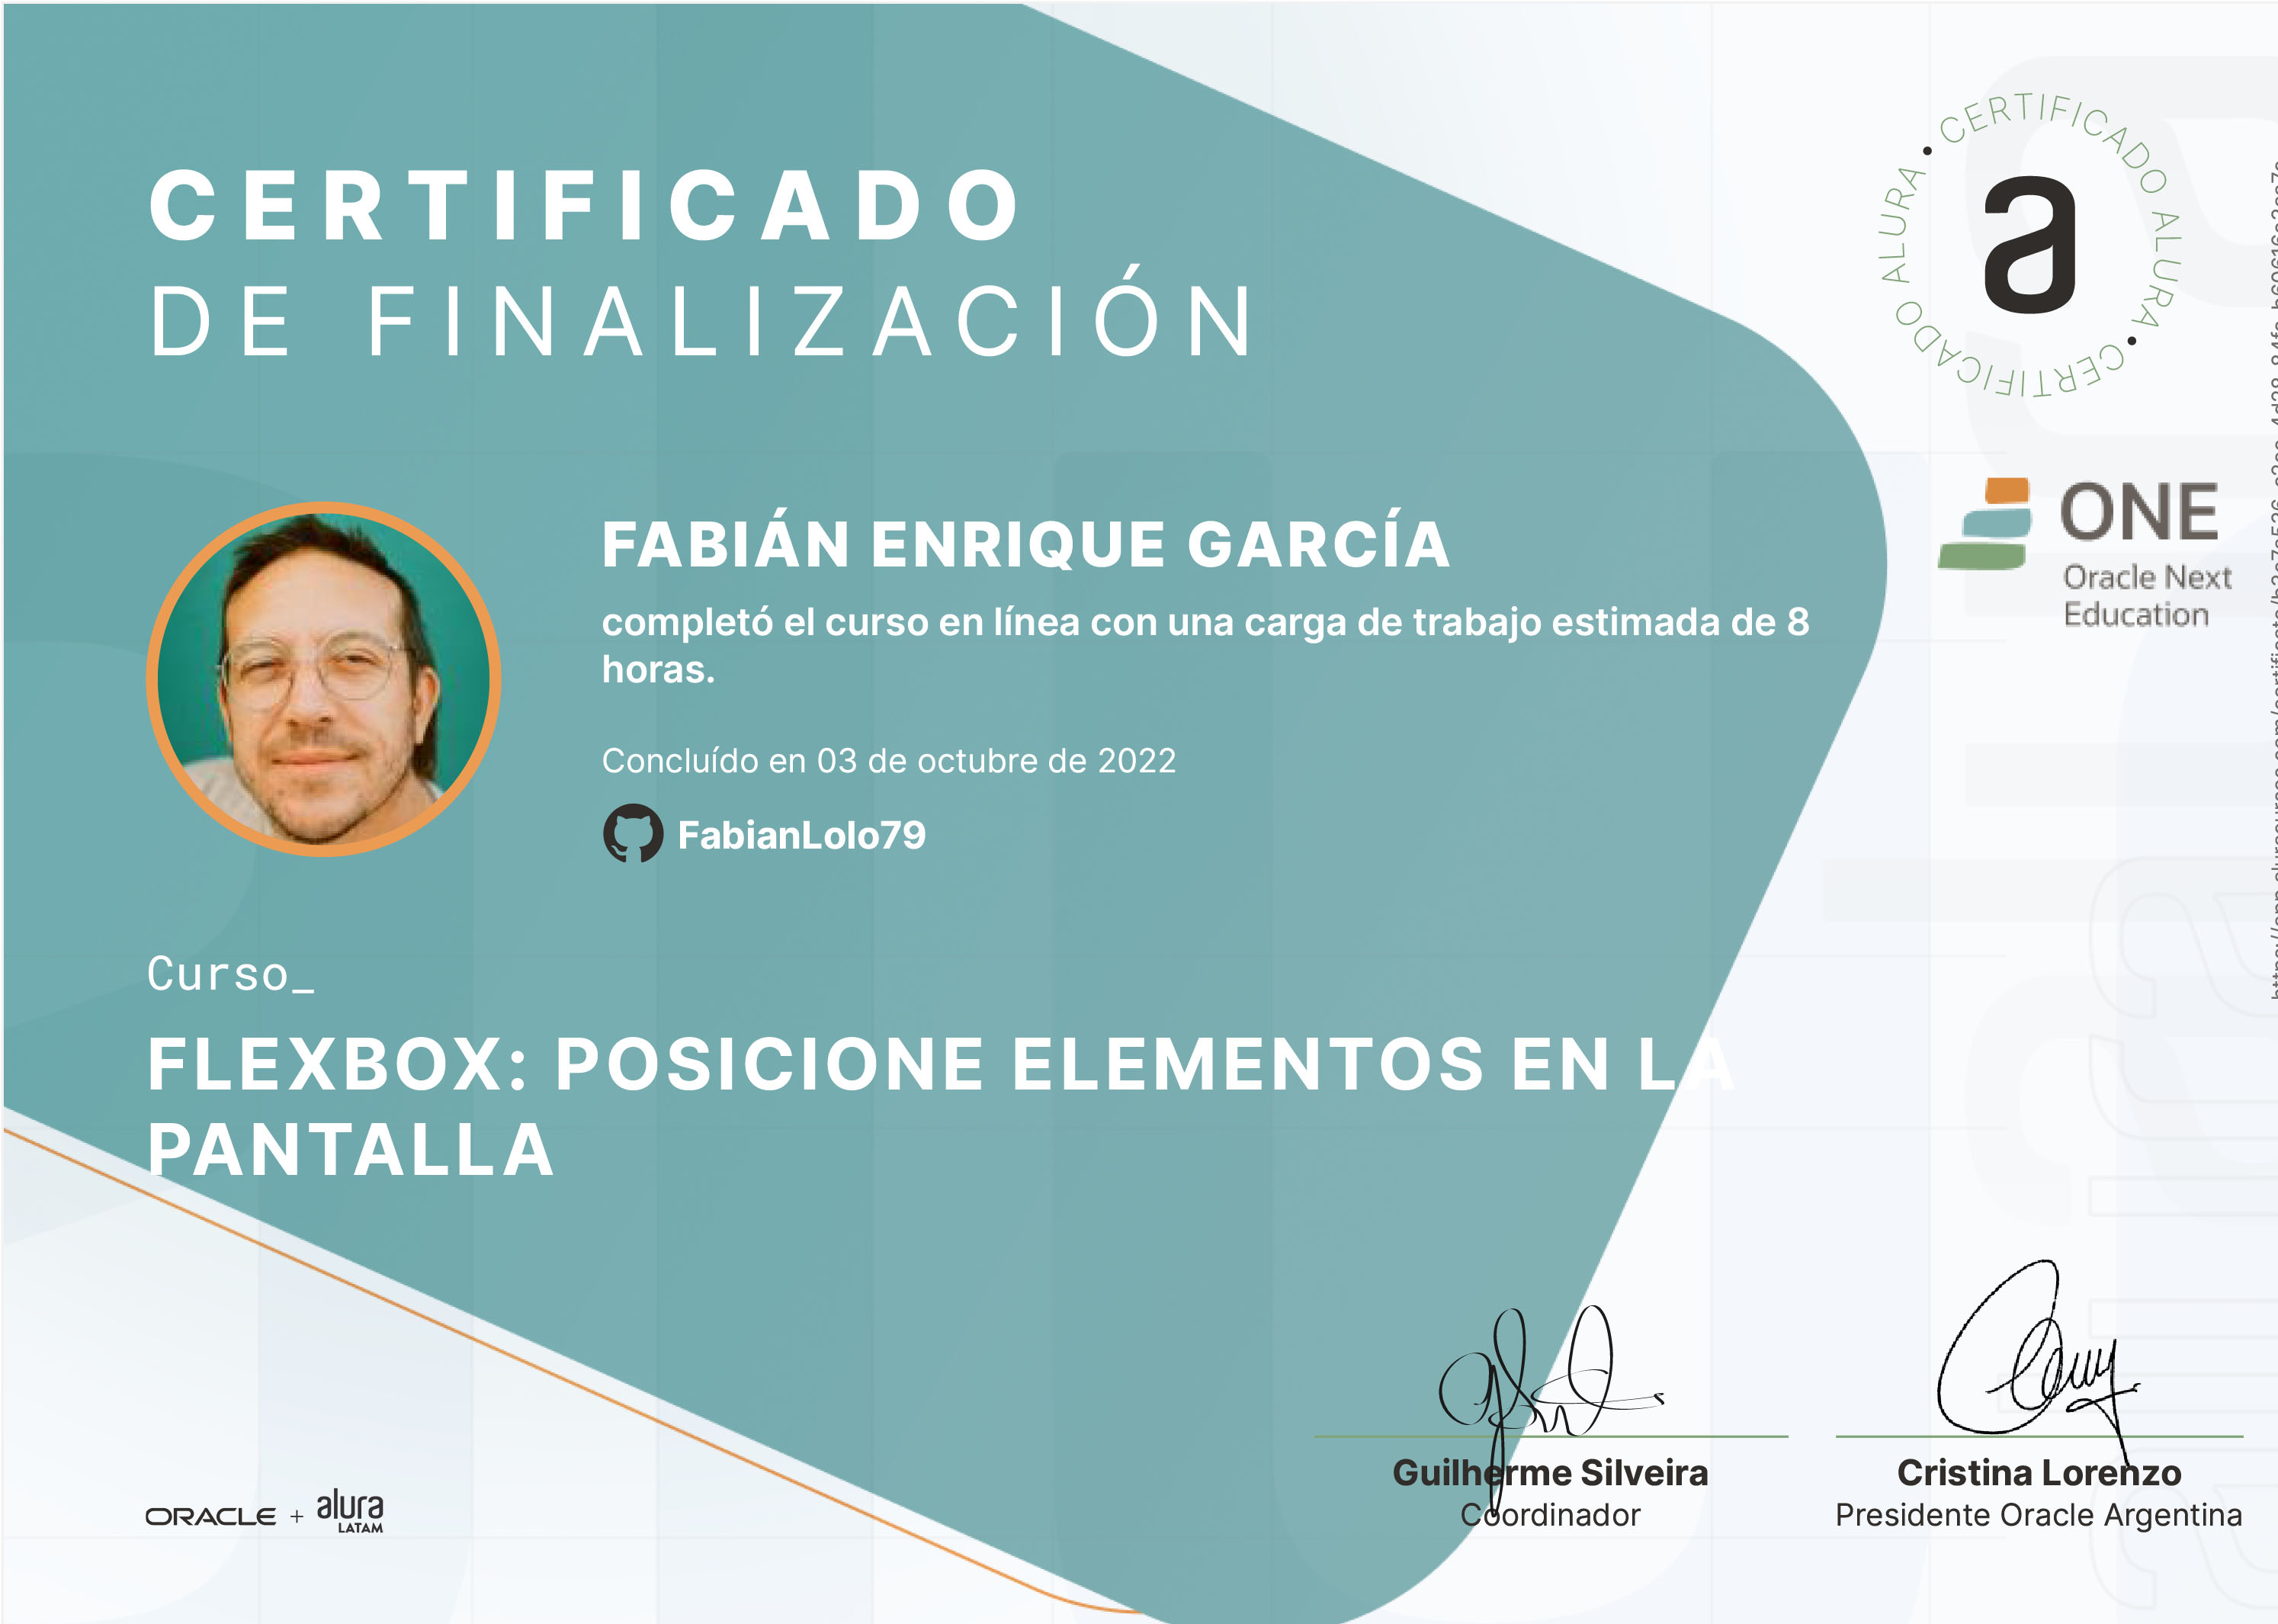 CERTIFICADO
DE FINALIZACIÓN
• CERTIFICADO ALURA • CERTIFICADO ALURA
a
ONE
Oracle Next
Education
FABIÁN ENRIQUE GARCÍA
completó el curso en línea con una carga de trabajo estimada de 8
horas.
Concluído en 03 de octubre de 2022
FabianLolo79
Curso_
FLEXBOX: POSICIONE ELEMENTOS EN LA
PANTALLA
Guilherme Silveira
Coordinador
Cristina Lorenzo
Presidente Oracle Argentina
ORACLE + alura
LATAM